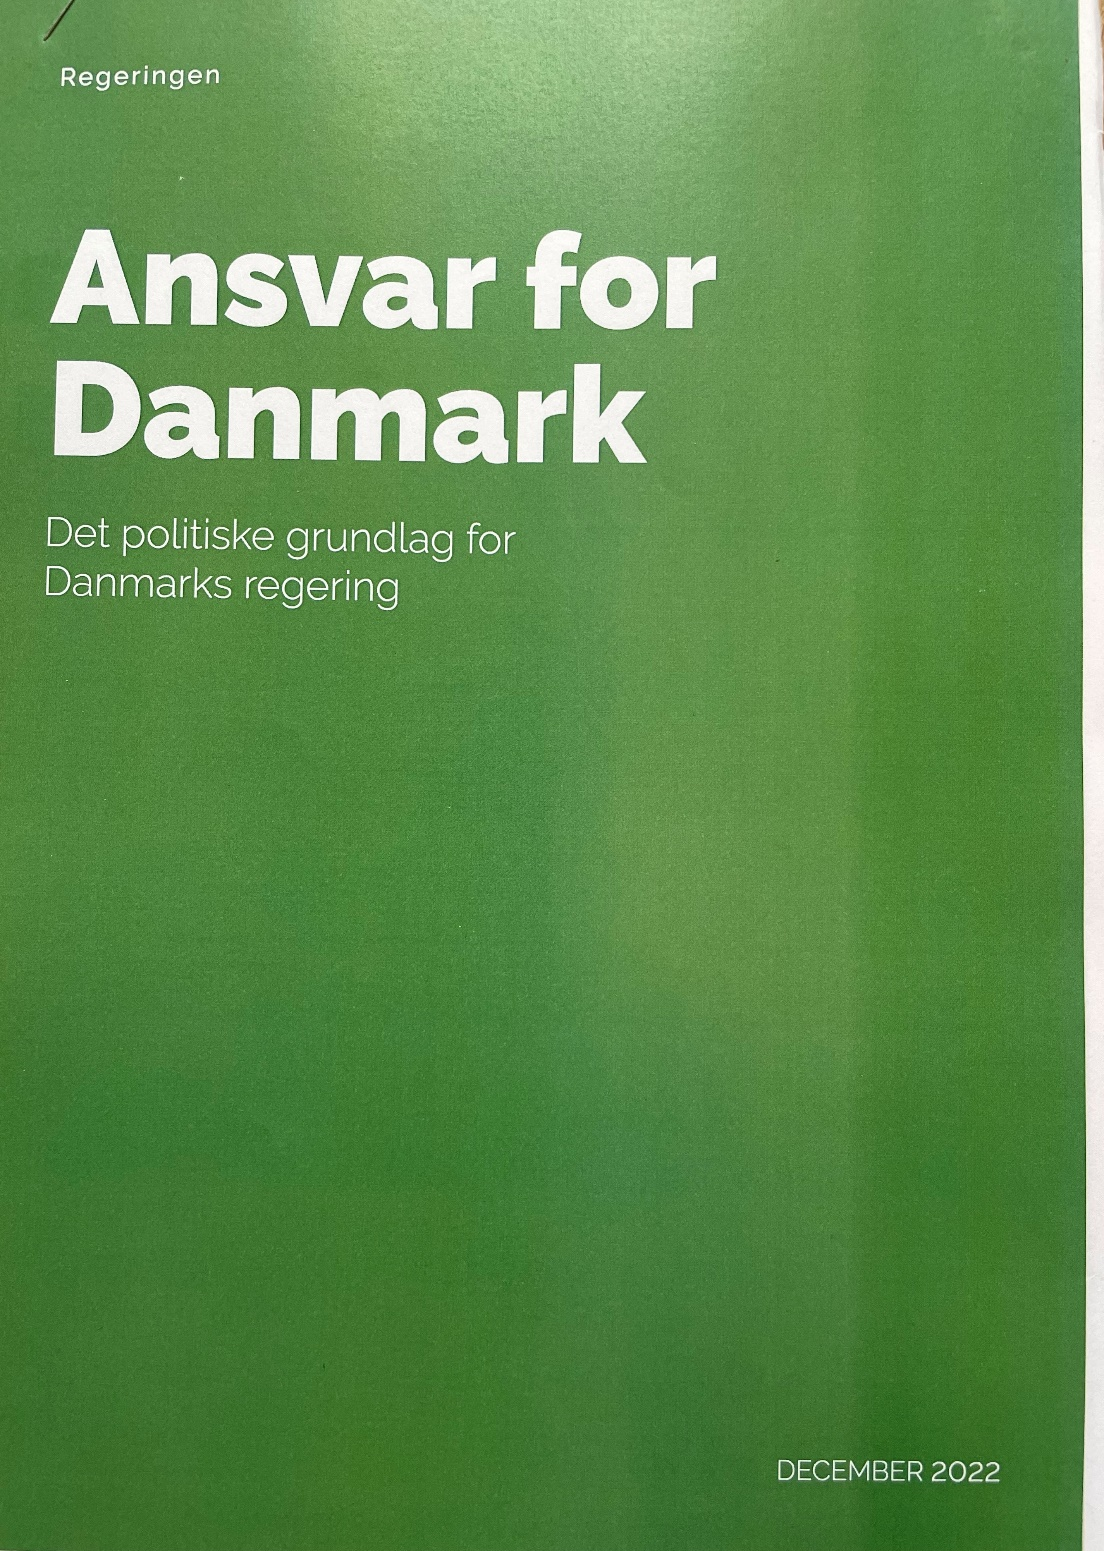 Regeringen
Ansvar for
Danmark
Det politiske grundlag for
Danmarks regering
DECEMBER 2022